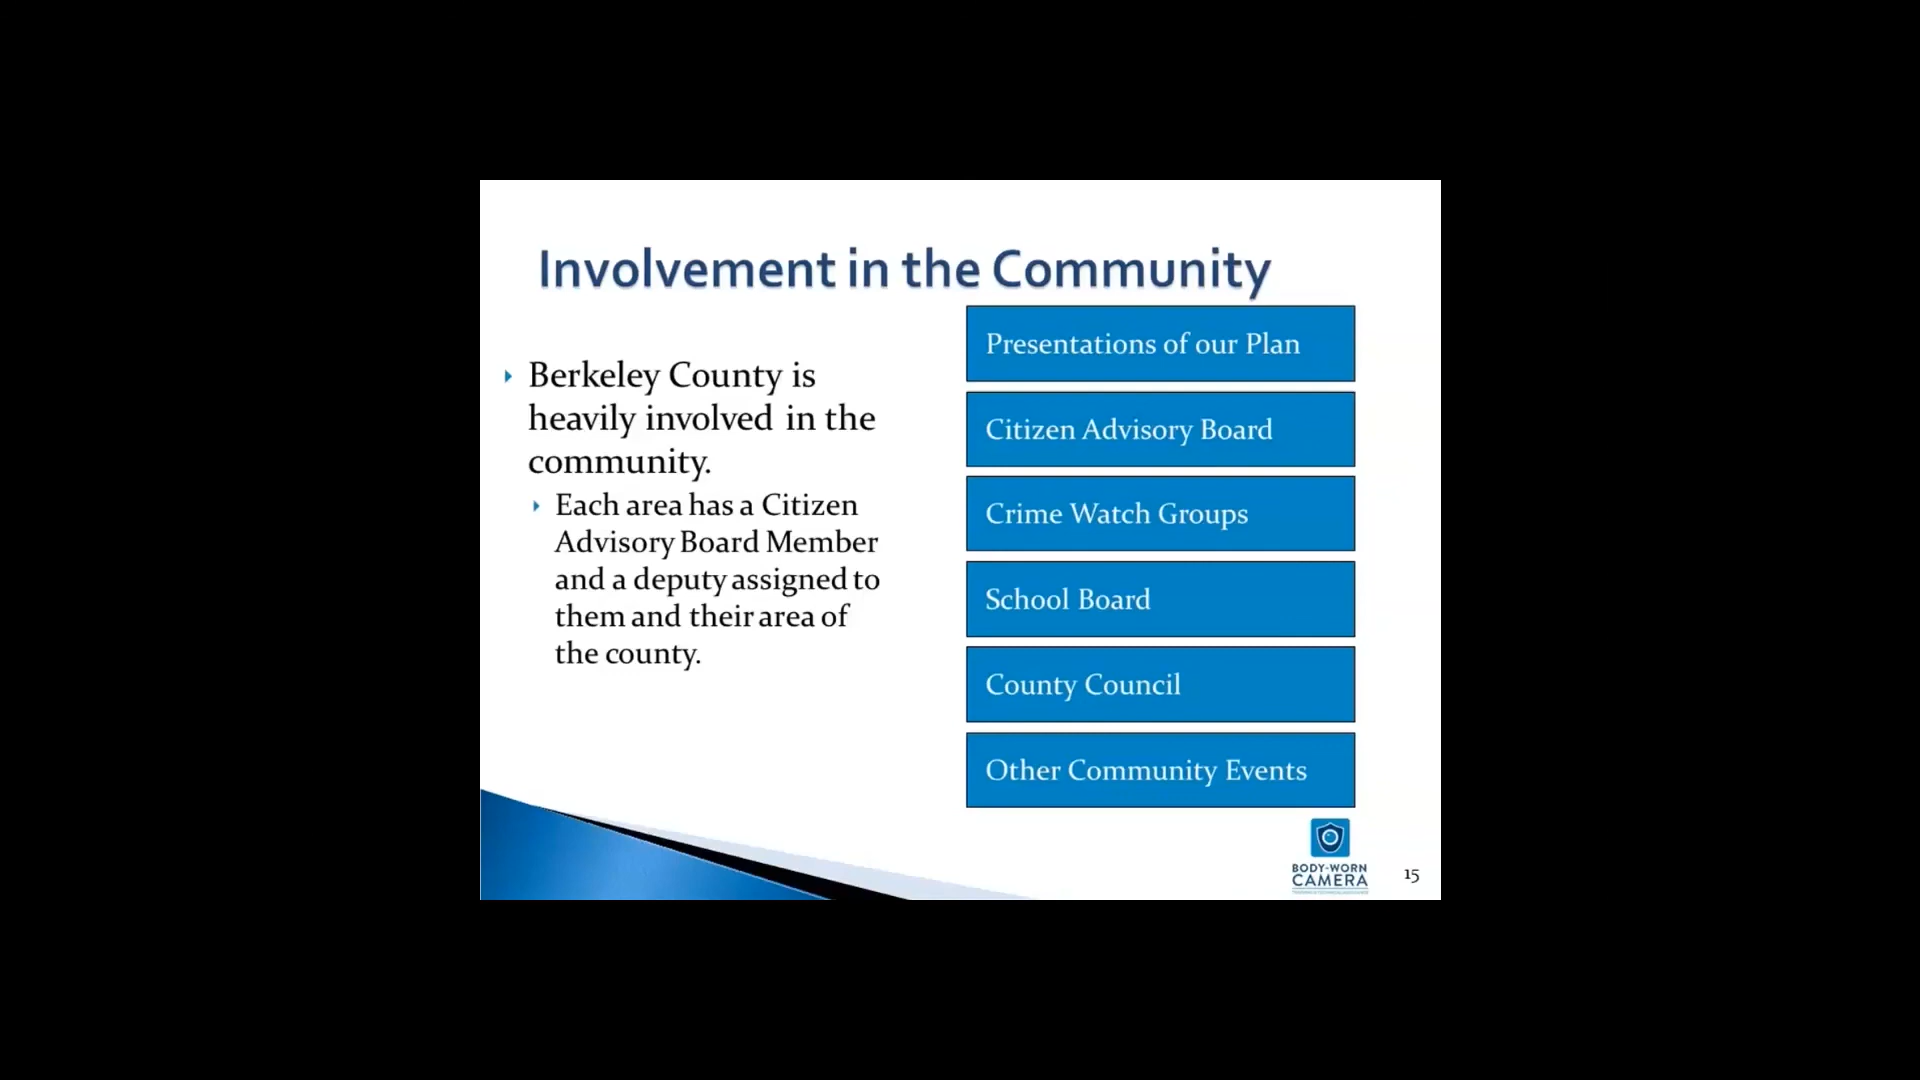 Involvement in the Community
Berkeley County is
heavily involved in the
community.
Each area has a Citizen
Advisory Board Member
and a deputy assigned to
them and their area of
the county.
Presentations of our Plan
Citizen Advisory Board
Crime Watch Groups
School Board
County Council
Other Community Events
BODY-WORN
CAMERA
15